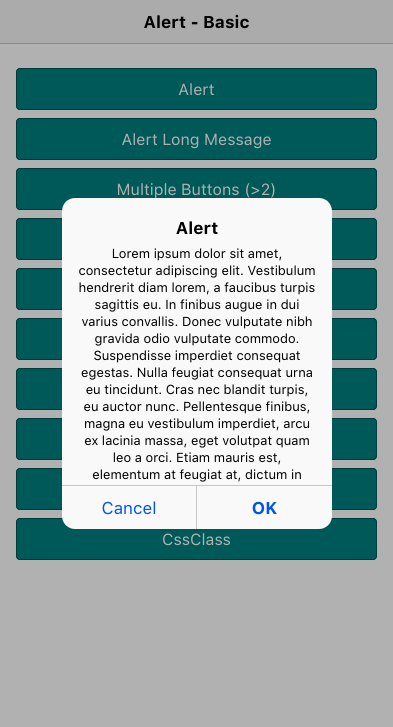 Alert - Basic
Alert
Alert Long Message
Multiple Buttons (>2)
Alert
Lorem ipsum dolor sit amet,
consectetur adipiscing elit. Vestibulum
hendrerit diam lorem, a faucibus turpis
sagittis eu. In finibus augue in dui
varius convallis. Donec vulputate nibh
gravida odio vulputate commodo.
Suspendisse imperdiet consequat
egestas. Nulla feugiat consequat urna
eu tincidunt. Cras nec blandit turpis,
eu auctor nunc. Pellentesque finibus,
magna eu vestibulum imperdiet, arcu
ex lacinia massa, eget volutpat quam
leo a orci. Etiam mauris est,
elementum at feugiat at, dictum in
Cancel
OK
CssClass